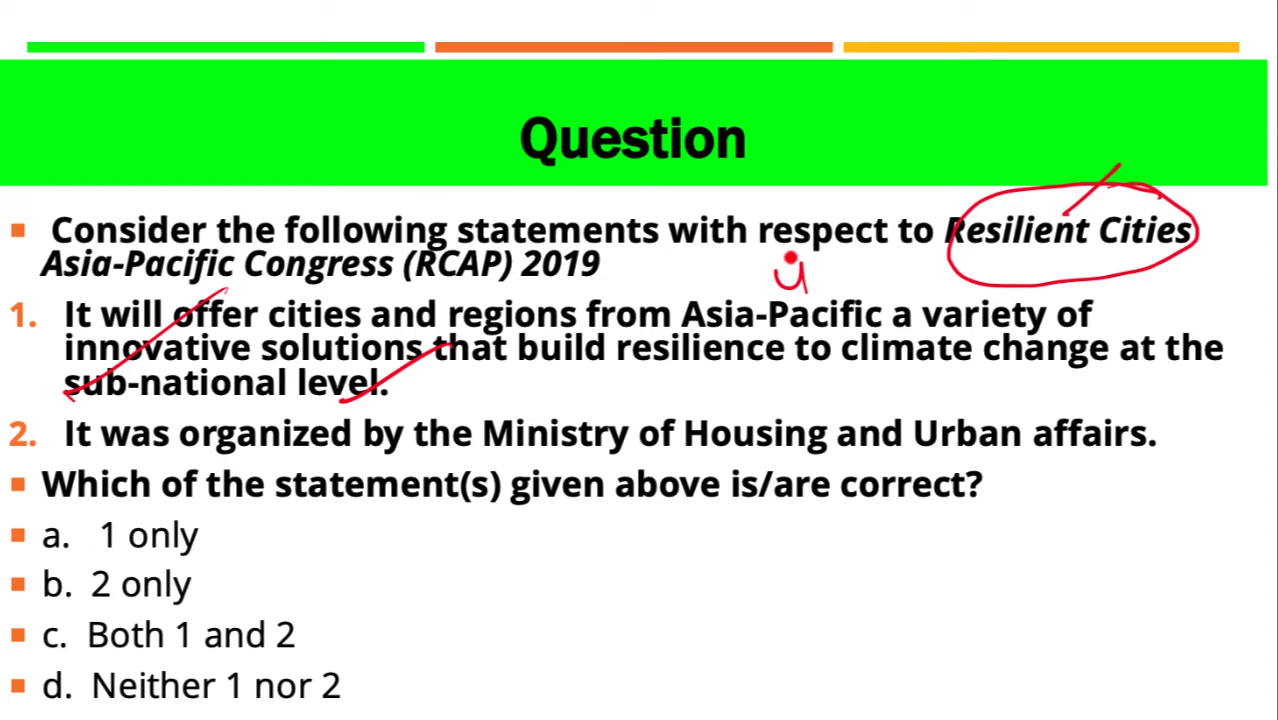 Question
Consider the following statements with respect to Resilient Cities
Asia-Pacific Congress (RCAP) 2019
1. It will offer cities and regions from Asia-Pacific a variety of
innovative solutions that build resilience to climate change at the
sub-national level.
2. It was organized by the Ministry of Housing and Urban affairs.
Which of the statement(s) given above is/are correct?
a. 1 only
b. 2 only
c. Both 1 and 2
d. Neither 1 nor 2